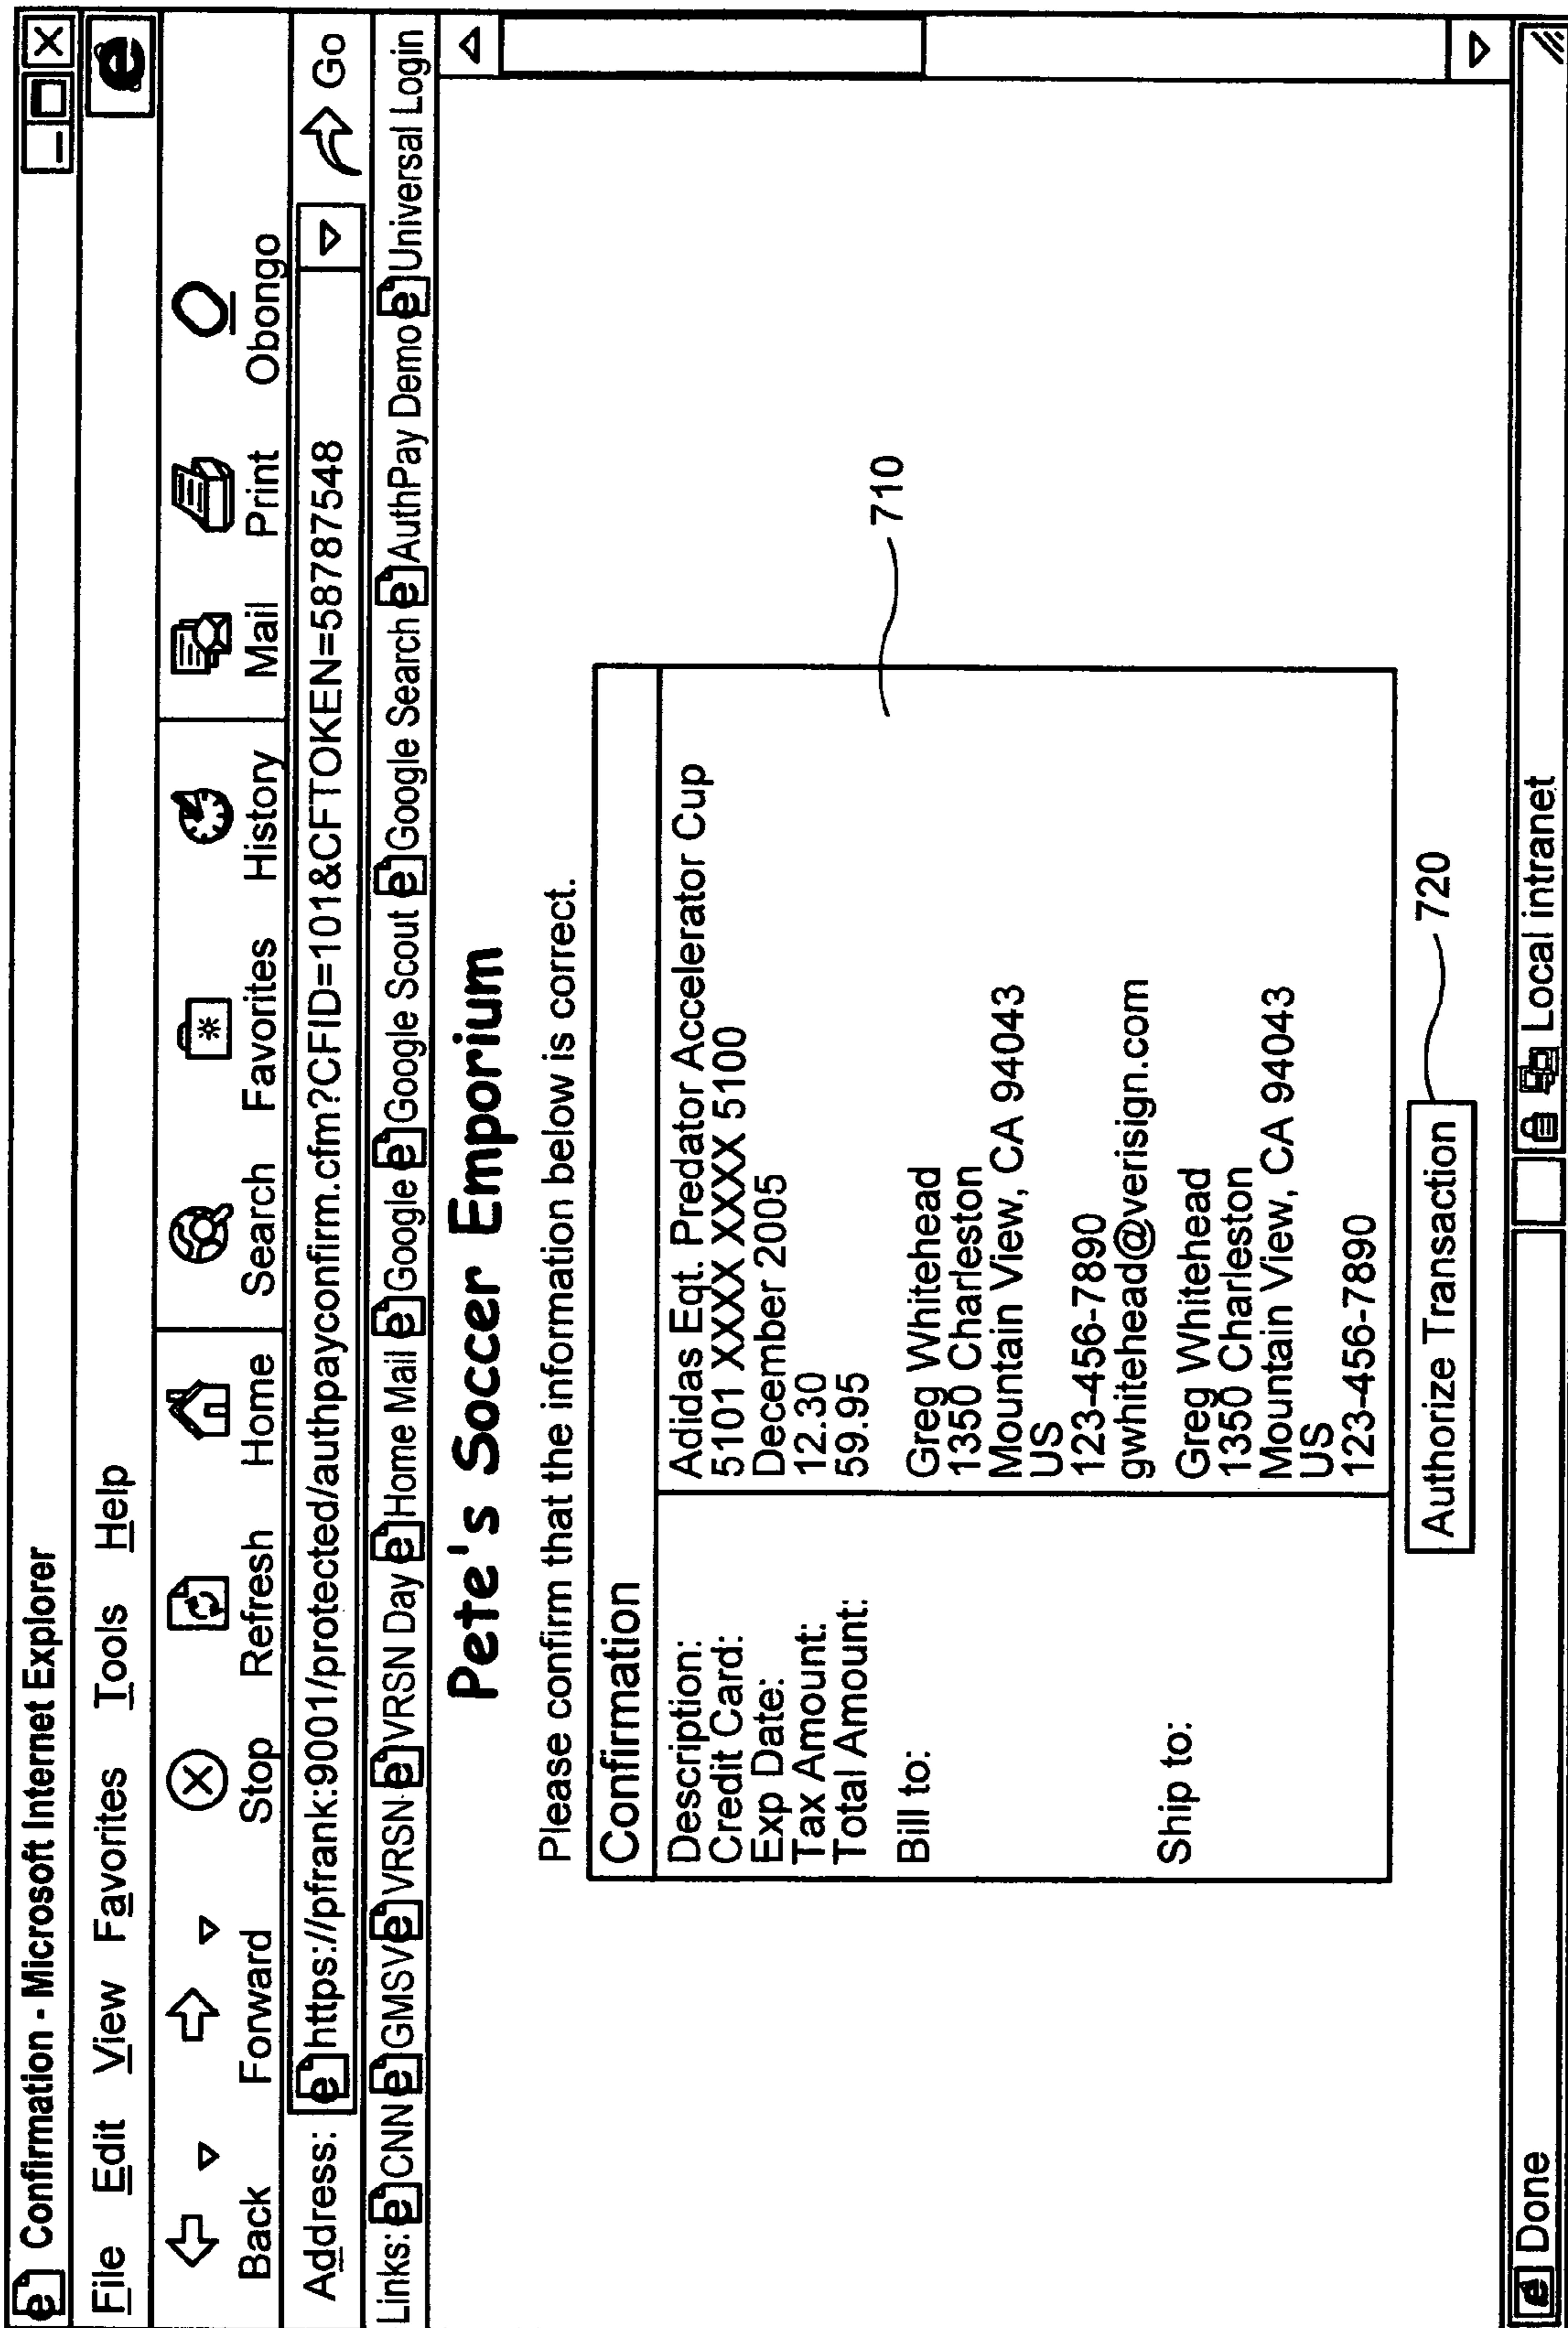 Confirmation - Microsoft Internet Explorer
File Edit View Favorites Tools Help
Back Forward Stop Refresh Home Search Favorites History Mail Print Obongo
Address: https://pfrank:9001/protected/authpayconfirm.cfm?CFID=101&CFTOKEN=58787548 Go
Links: CNN GMSV VRSN VRSN Day Home Mail Google Google Scout Google Search AuthPay Demo Universal Login
Pete's Soccer Emporium
Please confirm that the information below is correct.
Confirmation
Description: Adidas Eqt. Predator Accelerator Cup
Credit Card: 5101 XXXX XXXX 5100
Exp Date: December 2005
Tax Amount: 12.30
Total Amount: 59.95
710
Bill to: Greg Whitehead
1350 Charleston
Mountain View, CA 94043
US
123-456-7890
gwhitehead@verisign.com
Ship to: Greg Whitehead
1350 Charleston
Mountain View, CA 94043
US
123-456-7890
Authorize Transaction
720
Done Local intranet